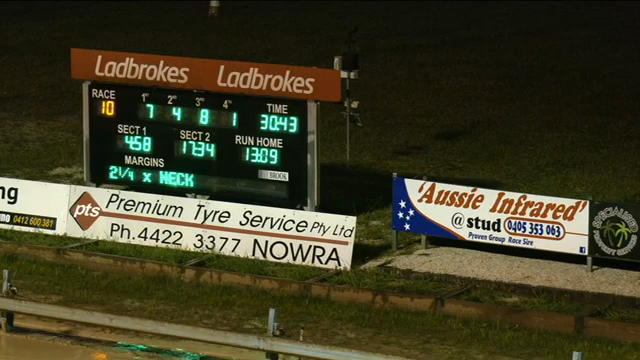 Ladbrokes Ladbrokes
RACE 1st 2nd 3rd 4th TIME
10 7 4 8 1 30:43
SECT 1 SECT 2 RUN HOME
4:58 17:34 13:09
MARGINS
2¼ x NECK
BROOK
ng
0412 600 381
pts Premium Tyre Service Pty Ltd
Ph. 4422 3377 NOWRA
'Aussie Infrared'
@ stud 0405 353 063
Proven Group Race Sire